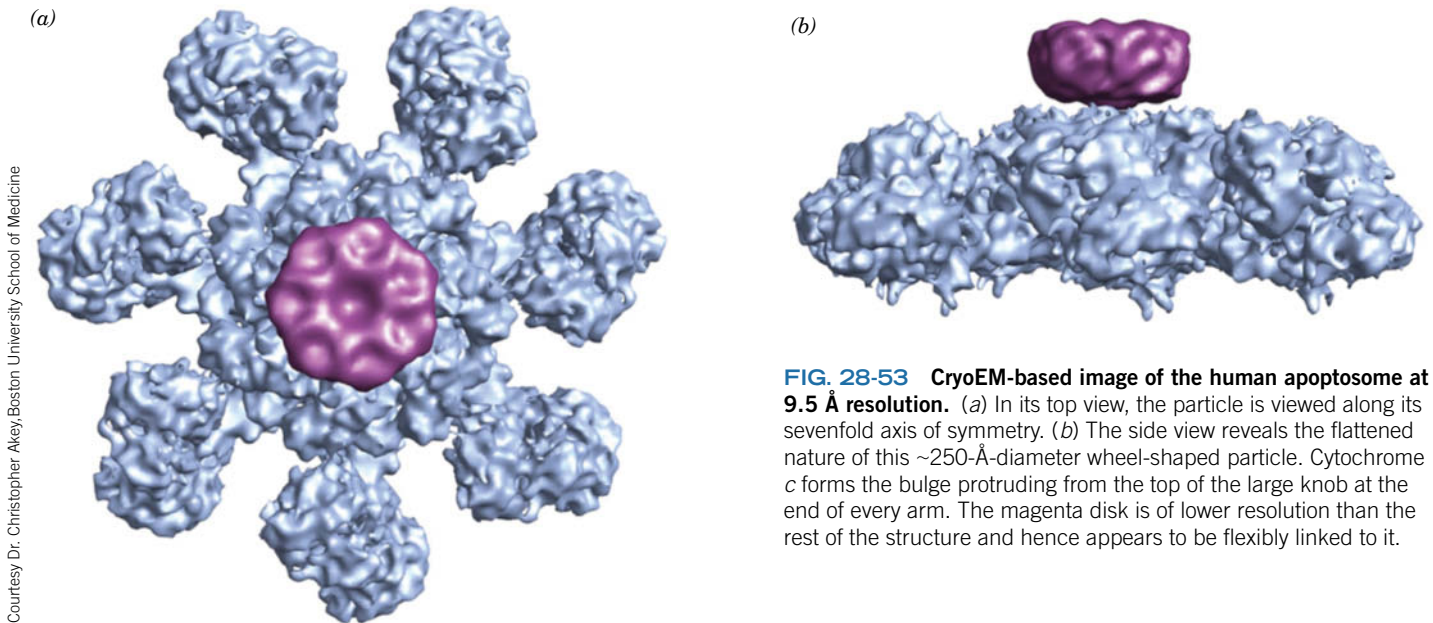 (a)
Courtesy Dr. Christopher Akey, Boston University School of Medicine
(b)
FIG. 28-53 CryoEM-based image of the human apoptosome at
9.5 Å resolution. (a) In its top view, the particle is viewed along its
sevenfold axis of symmetry. (b) The side view reveals the flattened
nature of this ~250-Å-diameter wheel-shaped particle. Cytochrome
c forms the bulge protruding from the top of the large knob at the
end of every arm. The magenta disk is of lower resolution than the
rest of the structure and hence appears to be flexibly linked to it.